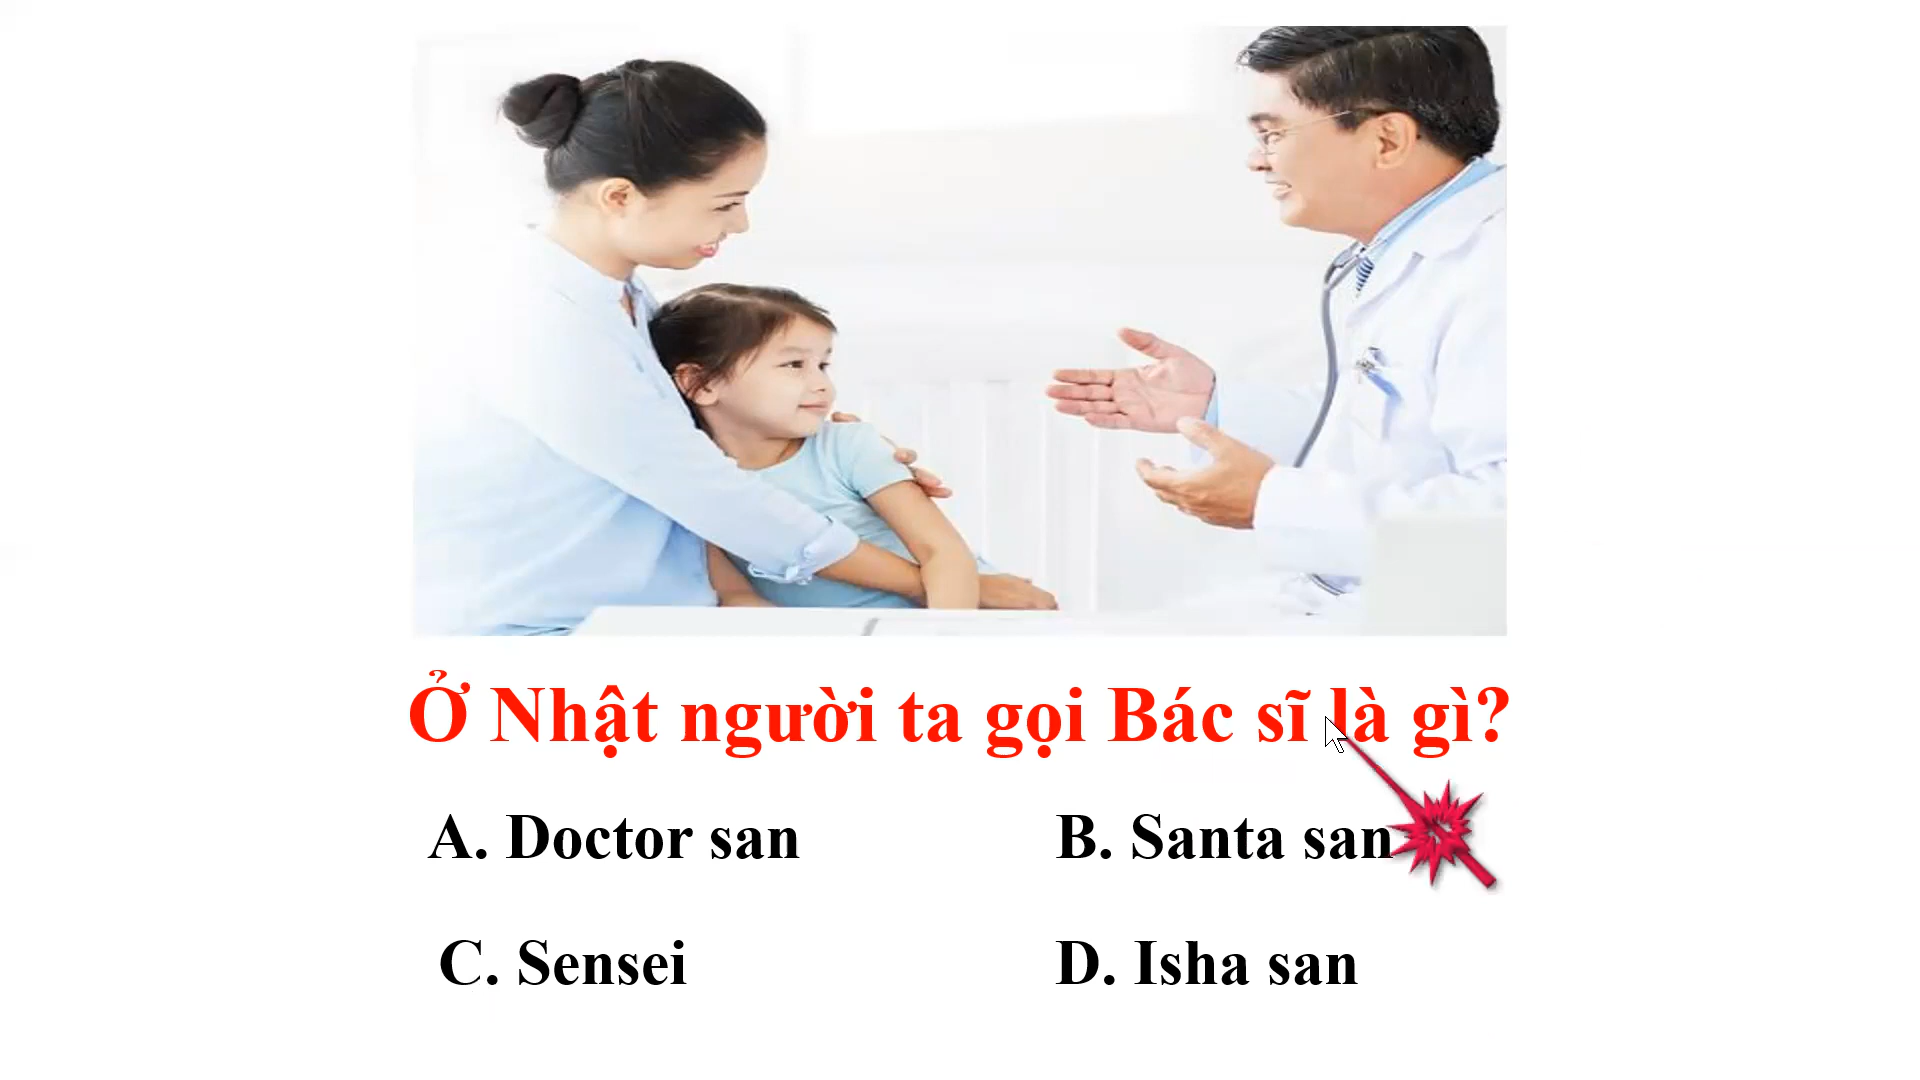 Ở Nhật người ta gọi Bác sĩ là gì?
A. Doctor san
B. Santa san
C. Sensei
D. Isha san